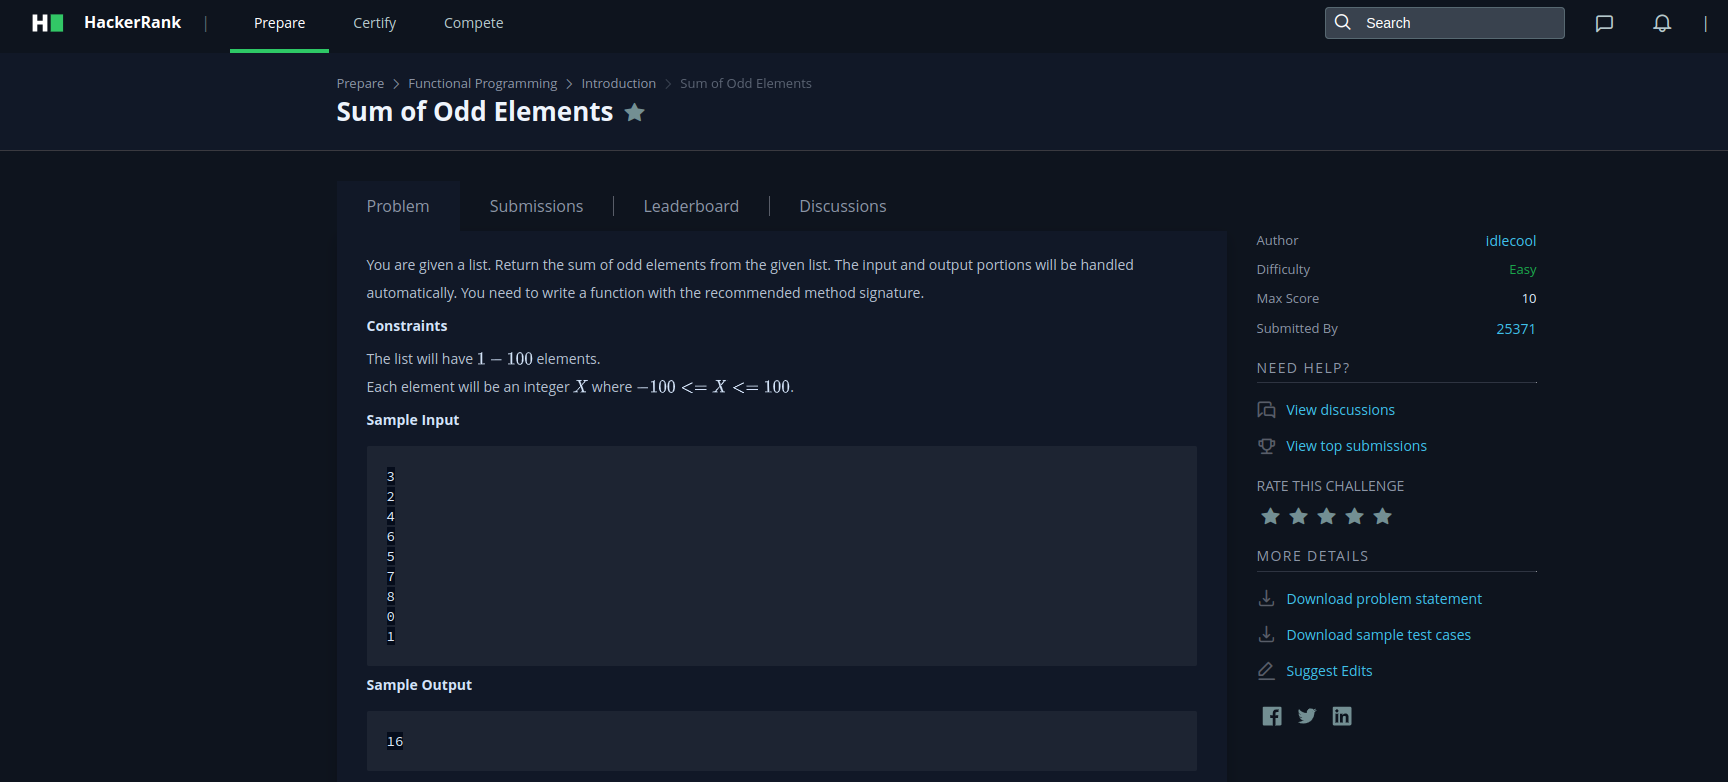 H HackerRank | Prepare Certify Compete Search |
Prepare > Functional Programming > Introduction > Sum of Odd Elements
Sum of Odd Elements
Problem Submissions Leaderboard Discussions
You are given a list. Return the sum of odd elements from the given list. The input and output portions will be handled
automatically. You need to write a function with the recommended method signature.
Constraints
The list will have 1 − 100 elements.
Each element will be an integer X where −100 <= X <= 100.
Sample Input
3
2
4
6
5
7
8
0
1
Sample Output
16
Author idlecool
Difficulty Easy
Max Score 10
Submitted By 25371
NEED HELP?
View discussions
View top submissions
RATE THIS CHALLENGE
MORE DETAILS
Download problem statement
Download sample test cases
Suggest Edits